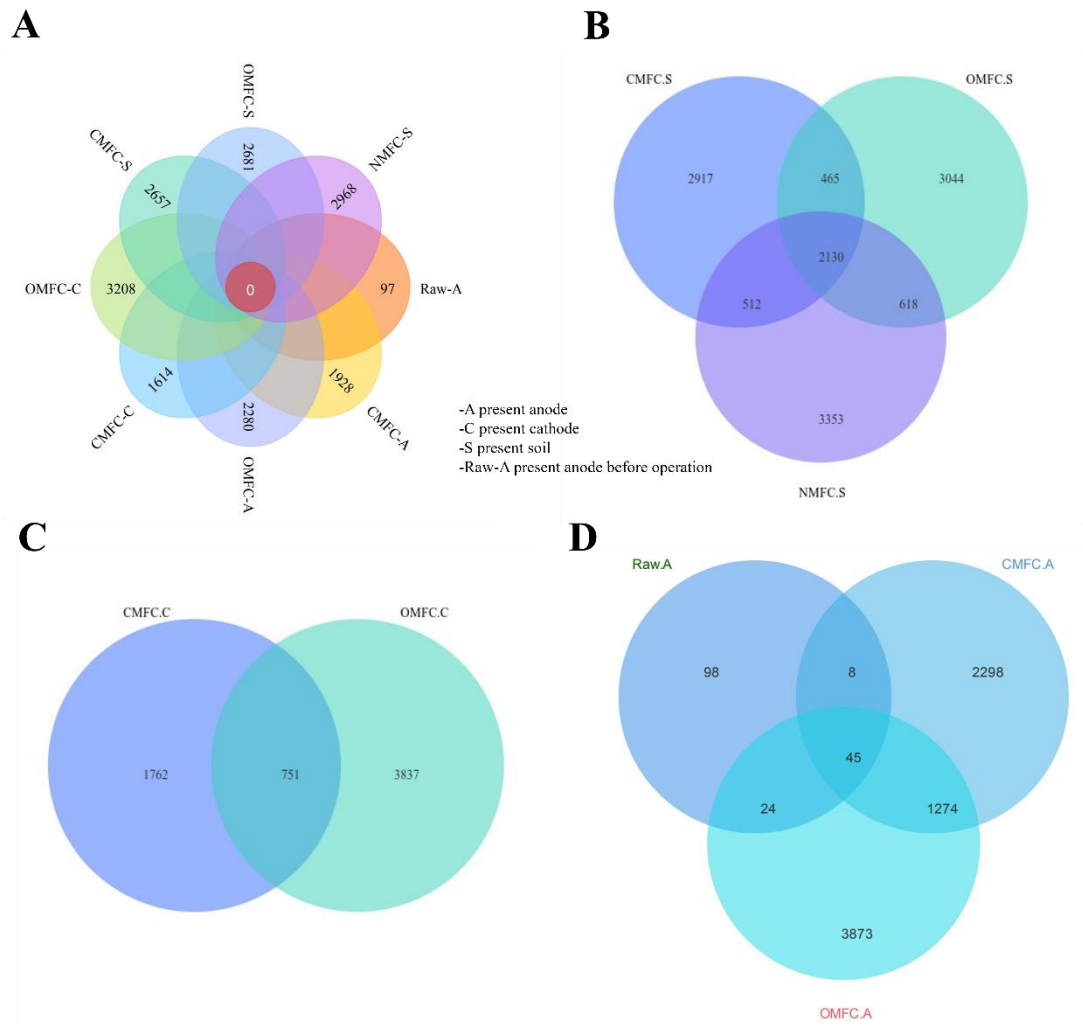 A
OMFC-S
CMFC-S
NMFC-S
2681
2657
2968
OMFC-C
3208
0
97
Raw-A
1614
2280
1928
CMFC-C
OMFC-A
CMFC-A
-A present anode
-C present cathode
-S present soil
-Raw-A present anode before operation
B
CMFC.S
OMFC.S
2917
465
3044
2130
512
618
3353
NMFC.S
C
CMFC.C
OMFC.C
1762
751
3837
D
Raw.A
CMFC.A
98
8
2298
45
24
1274
3873
OMFC.A